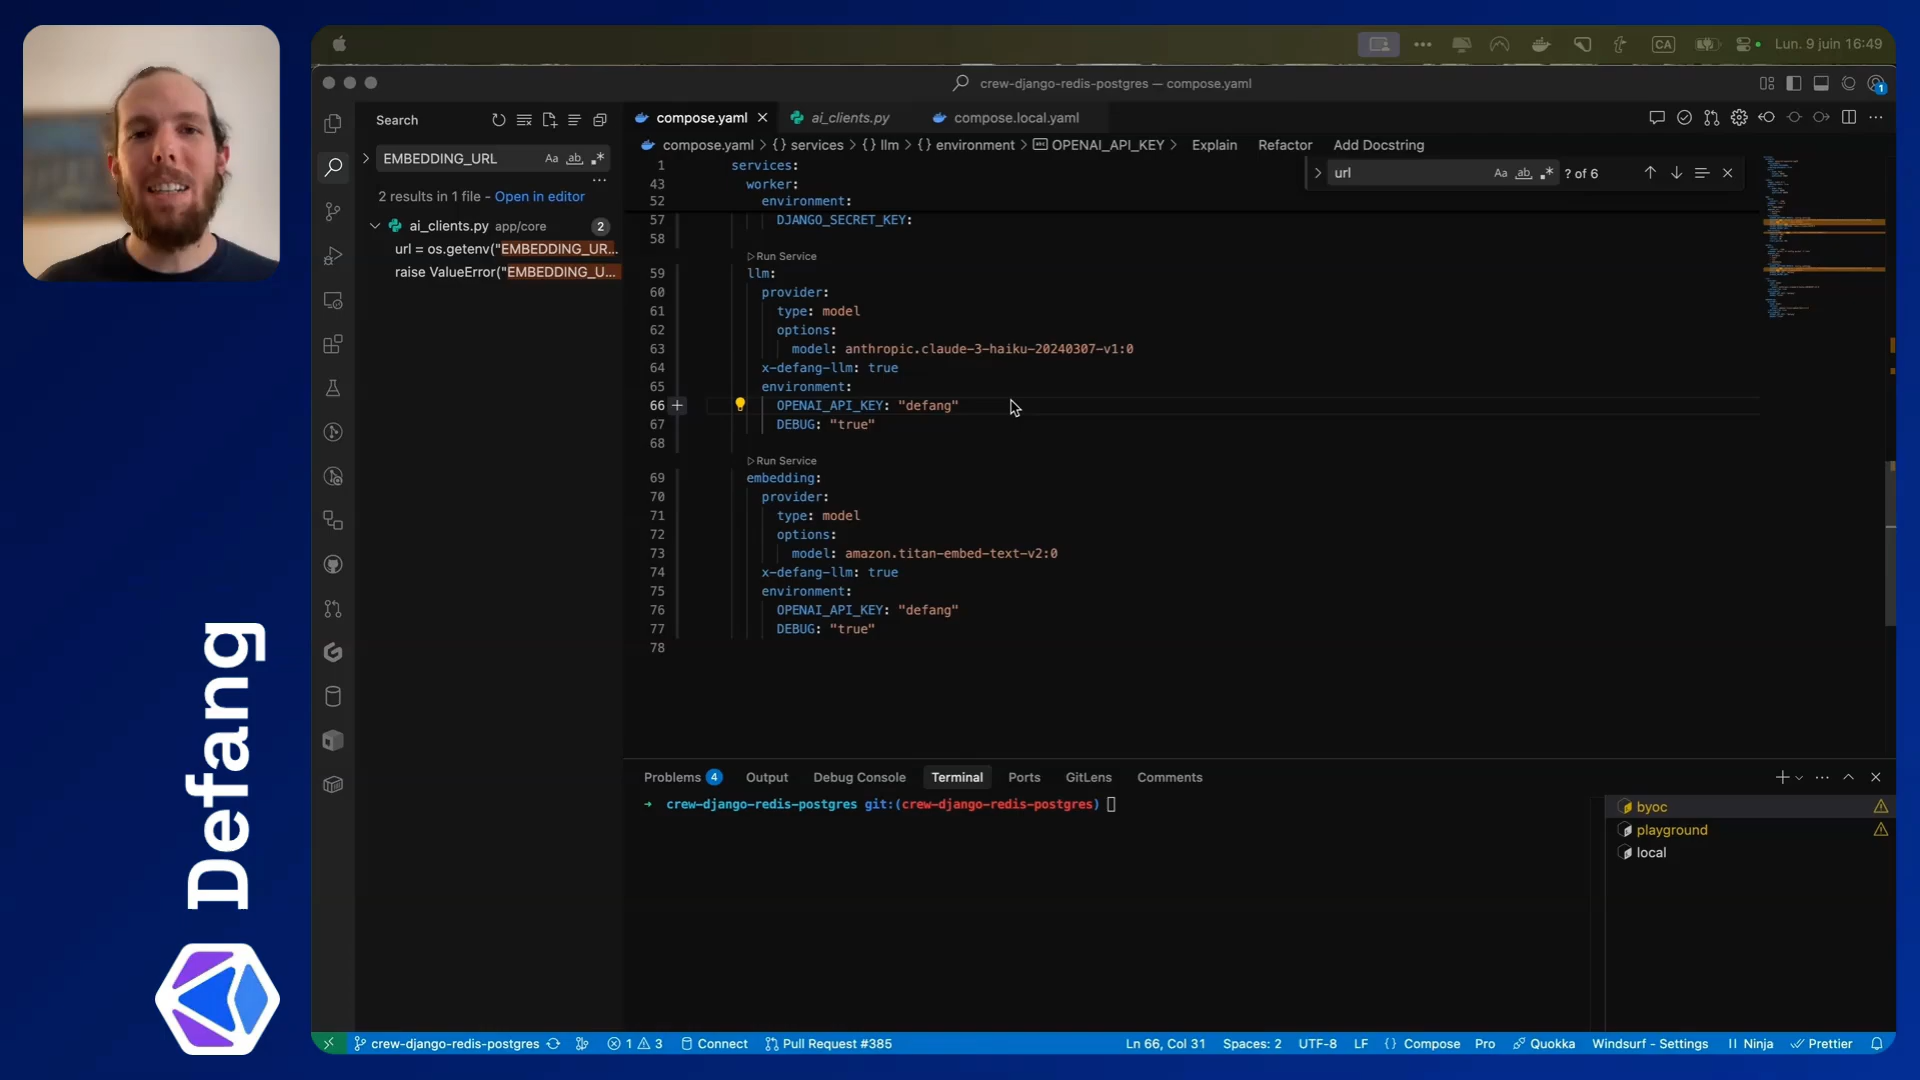 Lun. 9 juin 16:49
CA
crew-django-redis-postgres — compose.yaml
1
Search
compose.yaml
ai_clients.py
compose.local.yaml
EMBEDDING_URL
Aa
ab
2 results in 1 file - Open in editor
ai_clients.py app/core
2
url = os.getenv("EMBEDDING_UR...
raise ValueError("EMBEDDING_U...
compose.yaml > {} services > {} llm > {} environment > OPENAI_API_KEY > Explain Refactor Add Docstring
url
Aa ab
? of 6
1 services:
43 worker:
52 environment:
57 DJANGO_SECRET_KEY:
58
Run Service
59 llm:
60 provider:
61 type: model
62 options:
63 model: anthropic.claude-3-haiku-20240307-v1:0
64 x-defang-llm: true
65 environment:
66 OPENAI_API_KEY: "defang"
67 DEBUG: "true"
68
Run Service
69 embedding:
70 provider:
71 type: model
72 options:
73 model: amazon.titan-embed-text-v2:0
74 x-defang-llm: true
75 environment:
76 OPENAI_API_KEY: "defang"
77 DEBUG: "true"
78
Problems 4 Output Debug Console Terminal Ports GitLens Comments
→ crew-django-redis-postgres git:(crew-django-redis-postgres)
byoc
playground
local
crew-django-redis-postgres 1 3 Connect Pull Request #385
Ln 66, Col 31 Spaces: 2 UTF-8 LF {} Compose Pro Quokka Windsurf - Settings Ninja Prettier
Defang